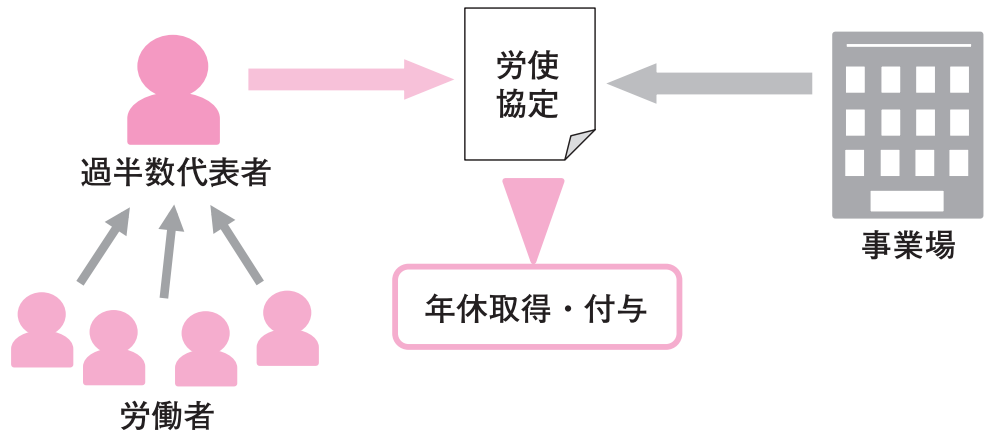 労使
協定
過半数代表者
事業場
年休取得・付与
労働者